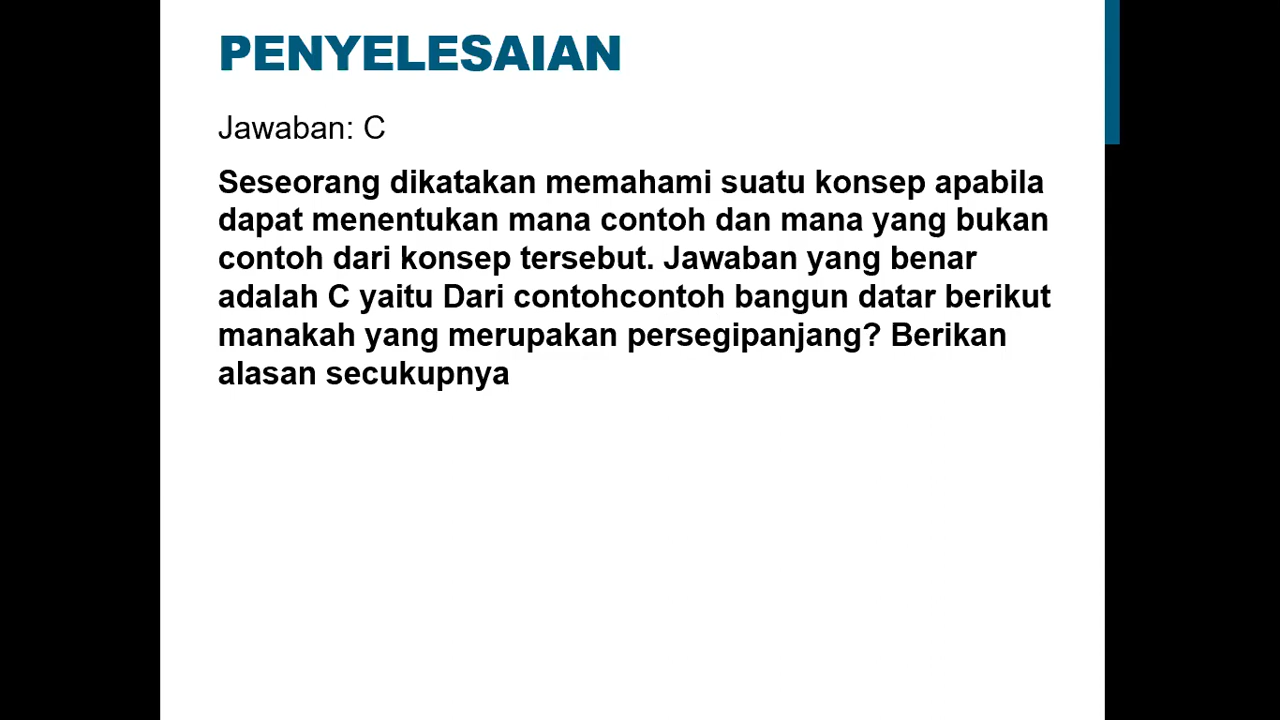 PENYELESAIAN
Jawaban: C
Seseorang dikatakan memahami suatu konsep apabila
dapat menentukan mana contoh dan mana yang bukan
contoh dari konsep tersebut. Jawaban yang benar
adalah C yaitu Dari contohcontoh bangun datar berikut
manakah yang merupakan persegipanjang? Berikan
alasan secukupnya